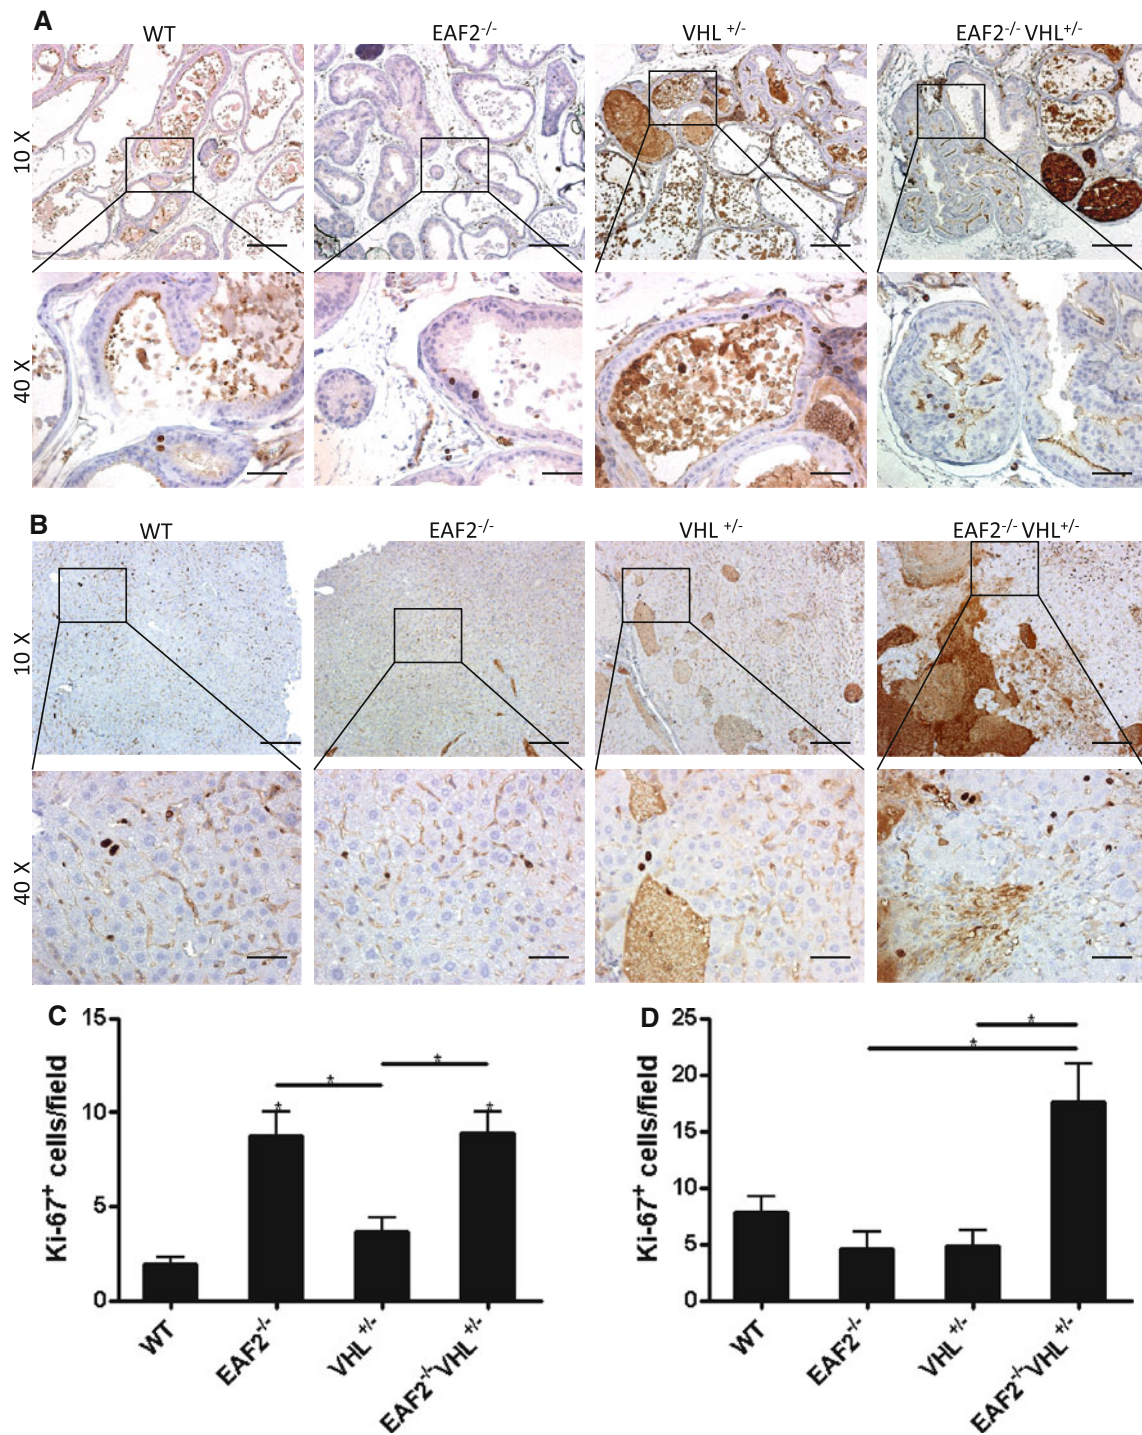 A
WT EAF2-/- VHL +/- EAF2-/- VHL+/-
10 X
40 X
B
WT EAF2-/- VHL +/- EAF2-/- VHL+/-
10 X
40 X
C
15
10
5
0
Ki-67+ cells/field
*
*
*
*
WT
EAF2-/-
VHL+/-
EAF2-/-VHL+/-
D
25
20
15
10
5
0
Ki-67+ cells/field
*
*
WT
EAF2-/-
VHL+/-
EAF2-/-VHL+/-